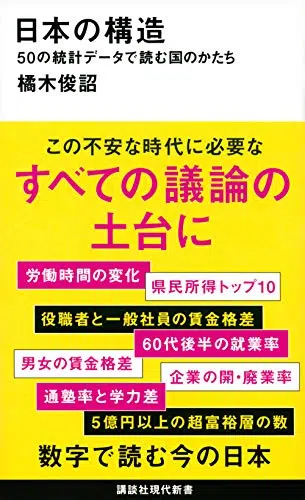 日本の構造
50の統計データで読む国のかたち
橘木俊詔
この不安な時代に必要な
すべての議論の
土台に
労働時間の変化
県民所得トップ10
役職者と一般社員の賃金格差
60代後半の就業率
男女の賃金格差
企業の開・廃業率
通塾率と学力差
5億円以上の超富裕層の数
数字で読む今の日本
講談社現代新書